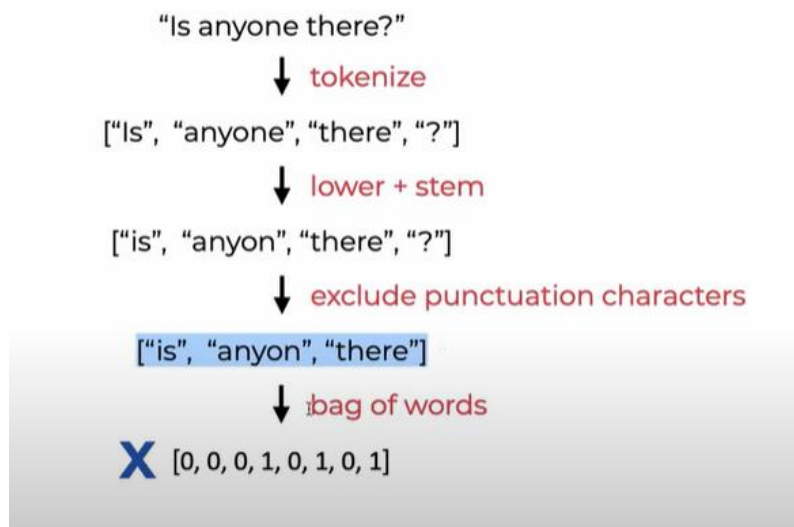 “Is anyone there?”
tokenize
[“Is”, “anyone”, “there”, “?”]
lower + stem
[“is”, “anyon”, “there”, “?”]
exclude punctuation characters
[“is”, “anyon”, “there”]
bag of words
X [0, 0, 0, 1, 0, 1, 0, 1]